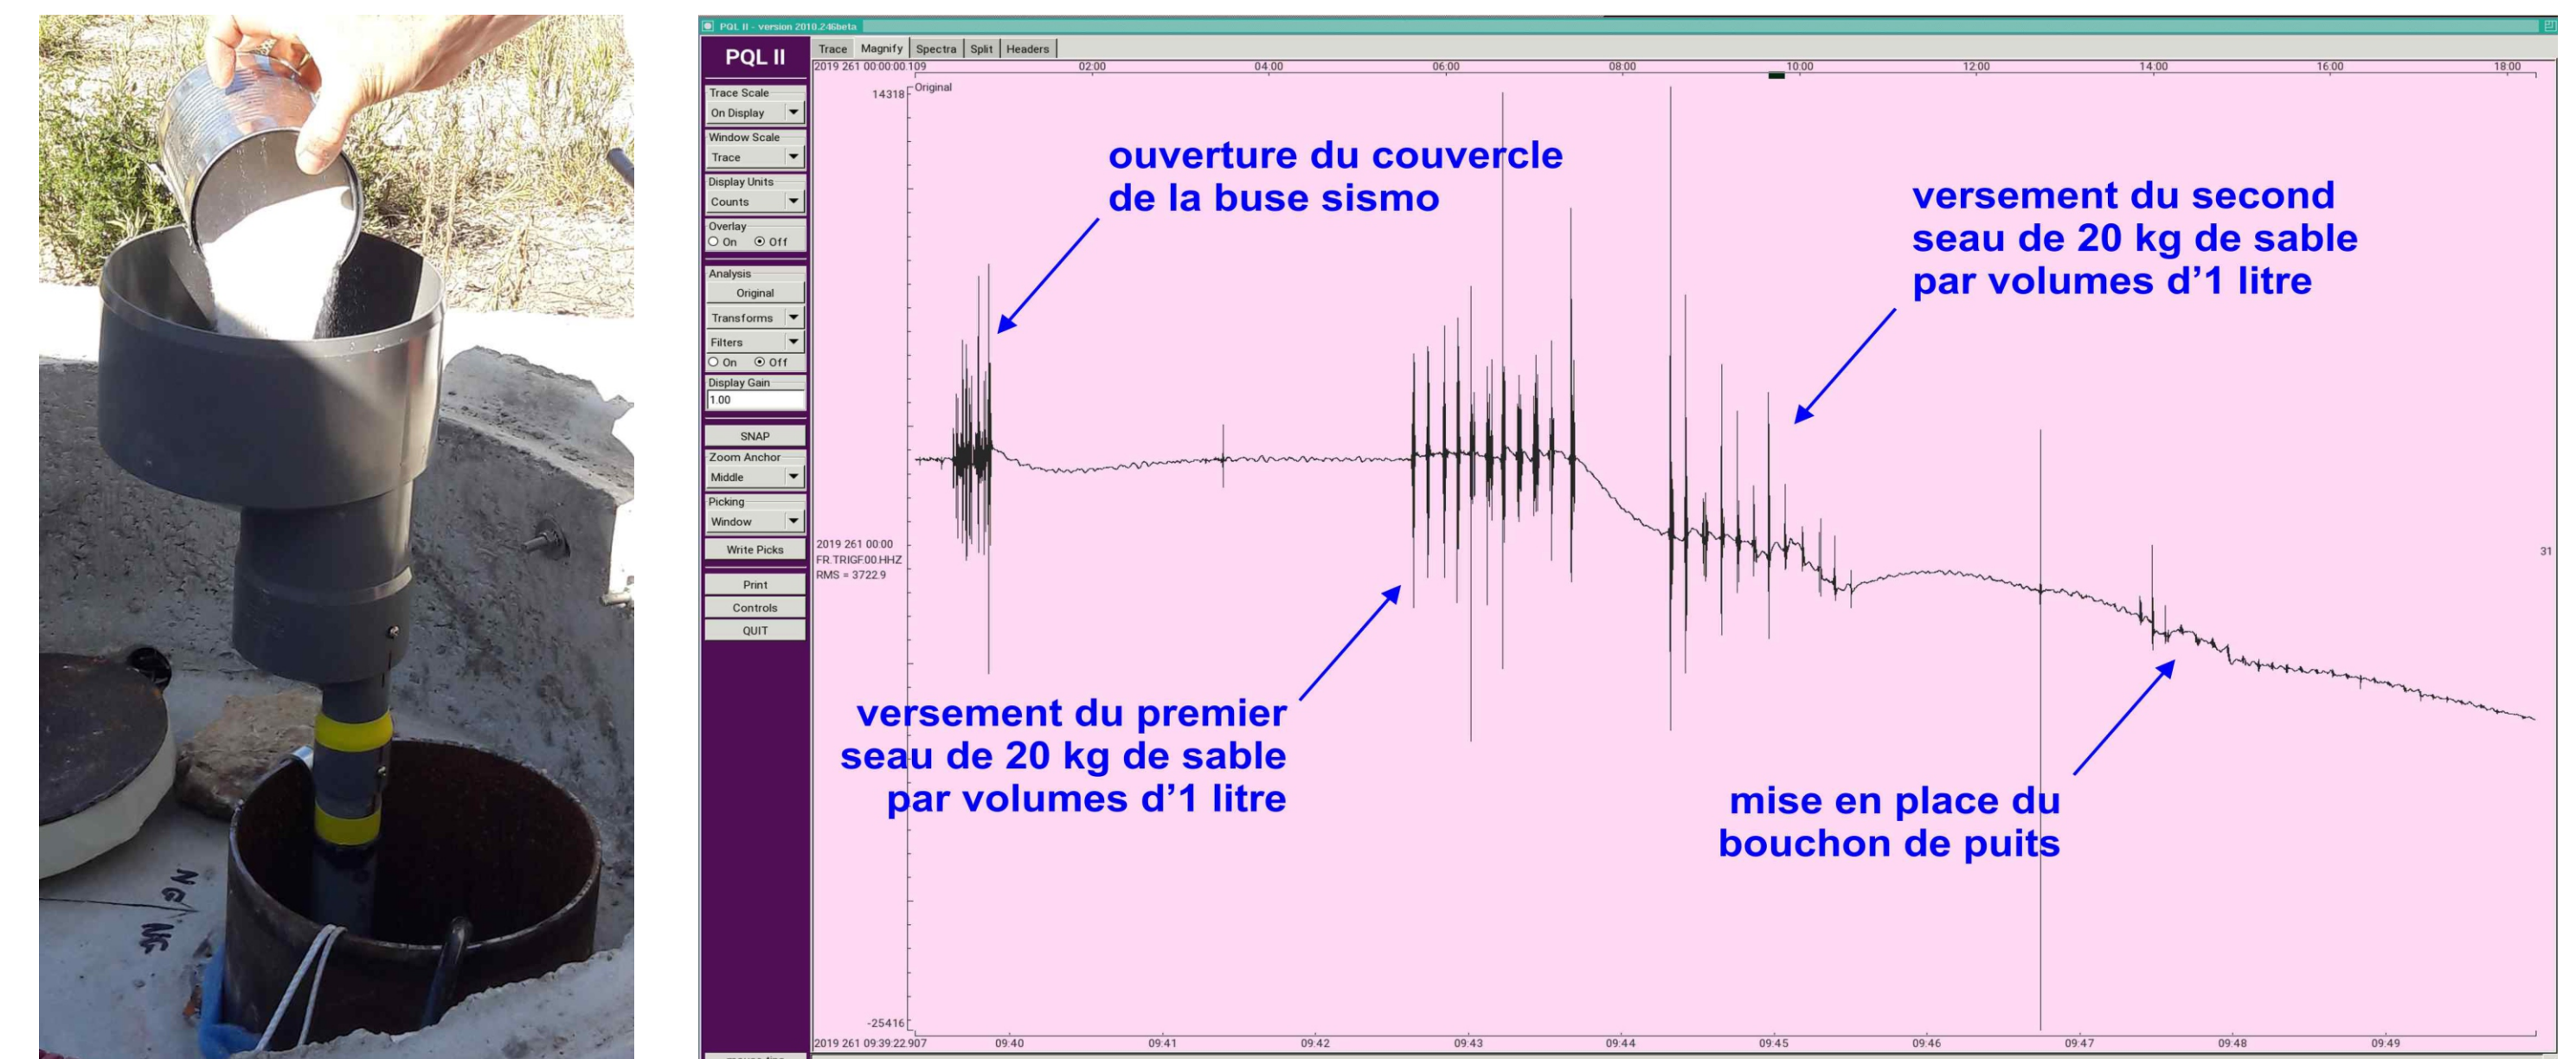 PQL II - version 2010.246beta
PQL II
Trace Scale
On Display
Window Scale
Trace
Display Units
Counts
Overlay
On Off
Analysis
Original
Transforms
Filters
On Off
Display Gain
1.00
SNAP
Zoom Anchor
Middle
Picking
Window
Write Picks
Print
Controls
QUIT
Trace Magnify Spectra Split Headers
2019 261 00:00:00.109 02:00 04:00 06:00 08:00 10:00 12:00 14:00 16:00 18:00
14318 Original
ouverture du couvercle
de la buse sismo
versement du second
seau de 20 kg de sable
par volumes d'1 litre
2019 261 00:00
FR.TRIGF.00.HHZ
RMS = 3722.9
31
versement du premier
seau de 20 kg de sable
par volumes d'1 litre
mise en place du
bouchon de puits
-25416
2019 261 09:39:22.907 09:40 09:41 09:42 09:43 09:44 09:45 09:46 09:47 09:48 09:49
NG NG